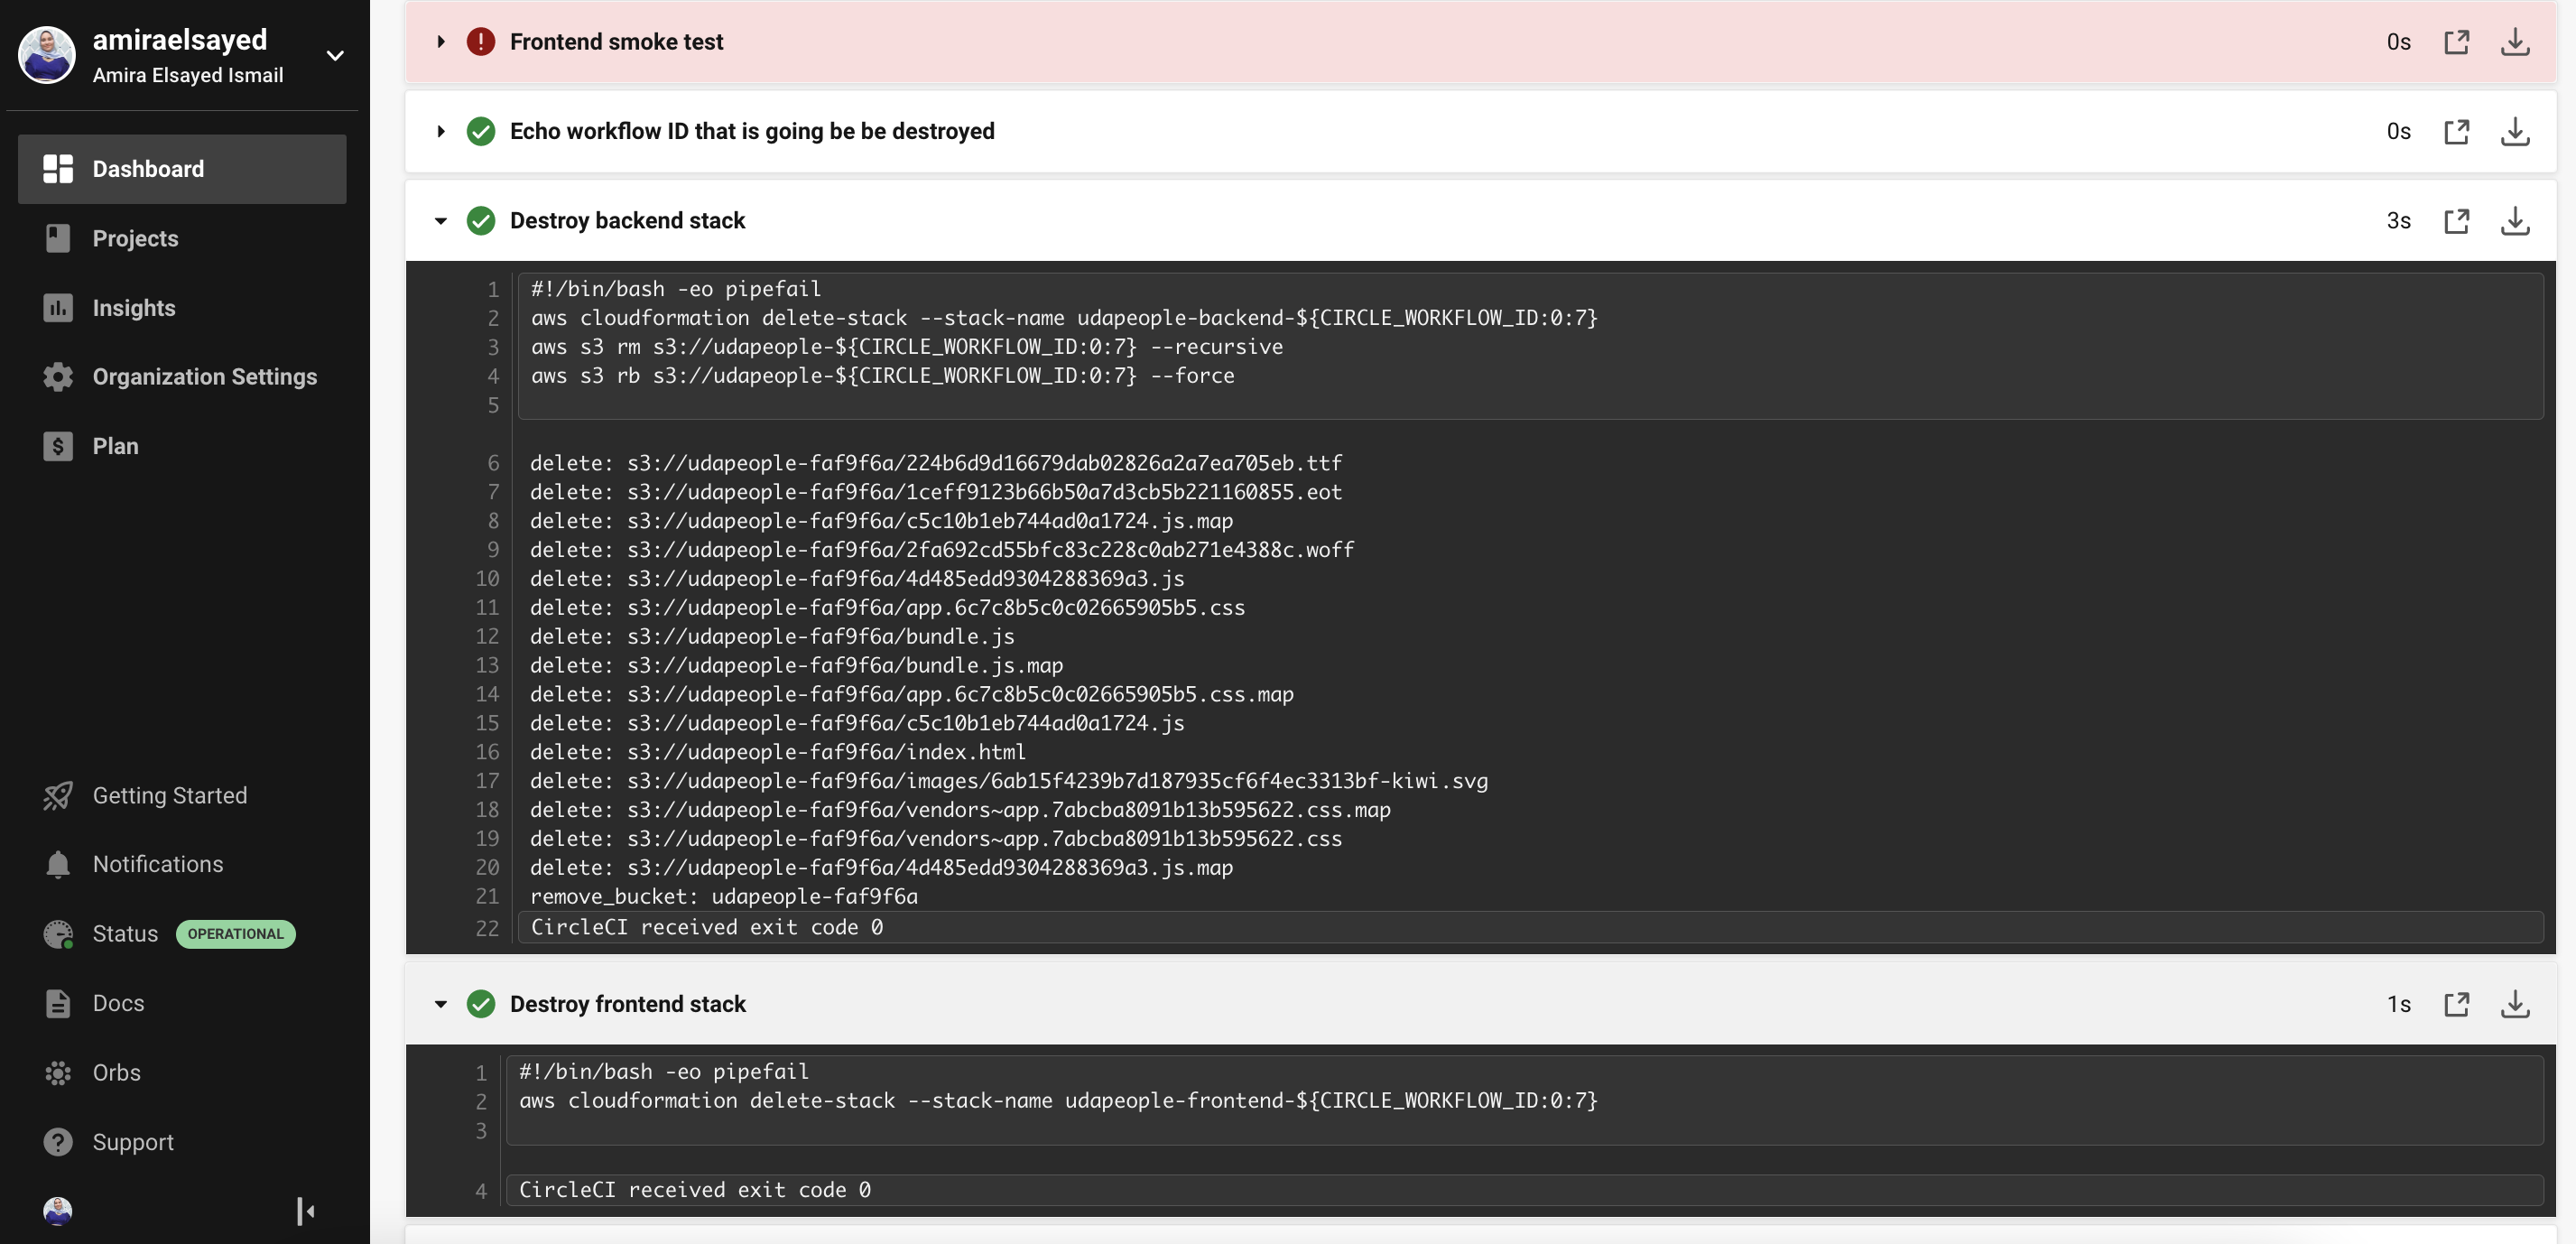 amiraelsayed
Amira Elsayed Ismail
Dashboard
Projects
Insights
Organization Settings
Plan
Getting Started
Notifications
Status OPERATIONAL
Docs
Orbs
Support
Frontend smoke test 0s
Echo workflow ID that is going be be destroyed 0s
Destroy backend stack 3s
1 #!/bin/bash -eo pipefail
2 aws cloudformation delete-stack --stack-name udapeople-backend-${CIRCLE_WORKFLOW_ID:0:7}
3 aws s3 rm s3://udapeople-${CIRCLE_WORKFLOW_ID:0:7} --recursive
4 aws s3 rb s3://udapeople-${CIRCLE_WORKFLOW_ID:0:7} --force
5
6 delete: s3://udapeople-faf9f6a/224b6d9d16679dab02826a2a7ea705eb.ttf
7 delete: s3://udapeople-faf9f6a/1ceff9123b66b50a7d3cb5b221160855.eot
8 delete: s3://udapeople-faf9f6a/c5c10b1eb744ad0a1724.js.map
9 delete: s3://udapeople-faf9f6a/2fa692cd55bfc83c228c0ab271e4388c.woff
10 delete: s3://udapeople-faf9f6a/4d485edd9304288369a3.js
11 delete: s3://udapeople-faf9f6a/app.6c7c8b5c0c02665905b5.css
12 delete: s3://udapeople-faf9f6a/bundle.js
13 delete: s3://udapeople-faf9f6a/bundle.js.map
14 delete: s3://udapeople-faf9f6a/app.6c7c8b5c0c02665905b5.css.map
15 delete: s3://udapeople-faf9f6a/c5c10b1eb744ad0a1724.js
16 delete: s3://udapeople-faf9f6a/index.html
17 delete: s3://udapeople-faf9f6a/images/6ab15f4239b7d187935cf6f4ec3313bf-kiwi.svg
18 delete: s3://udapeople-faf9f6a/vendors~app.7abcba8091b13b595622.css.map
19 delete: s3://udapeople-faf9f6a/vendors~app.7abcba8091b13b595622.css
20 delete: s3://udapeople-faf9f6a/4d485edd9304288369a3.js.map
21 remove_bucket: udapeople-faf9f6a
22 CircleCI received exit code 0
Destroy frontend stack 1s
1 #!/bin/bash -eo pipefail
2 aws cloudformation delete-stack --stack-name udapeople-frontend-${CIRCLE_WORKFLOW_ID:0:7}
3
4 CircleCI received exit code 0